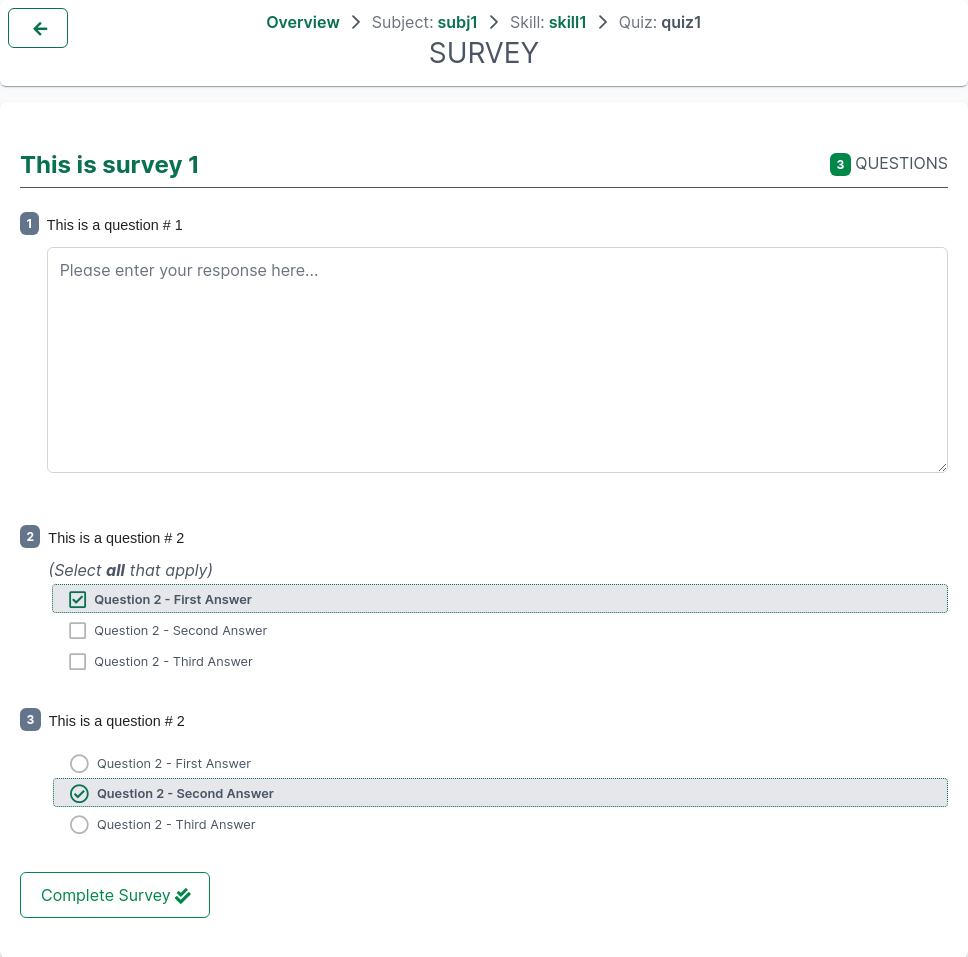 Overview > Subject: subj1 > Skill: skill1 > Quiz: quiz1
SURVEY
This is survey 1
3 QUESTIONS
1 This is a question # 1
Please enter your response here...
2 This is a question # 2
(Select all that apply)
Question 2 - First Answer
Question 2 - Second Answer
Question 2 - Third Answer
3 This is a question # 2
Question 2 - First Answer
Question 2 - Second Answer
Question 2 - Third Answer
Complete Survey